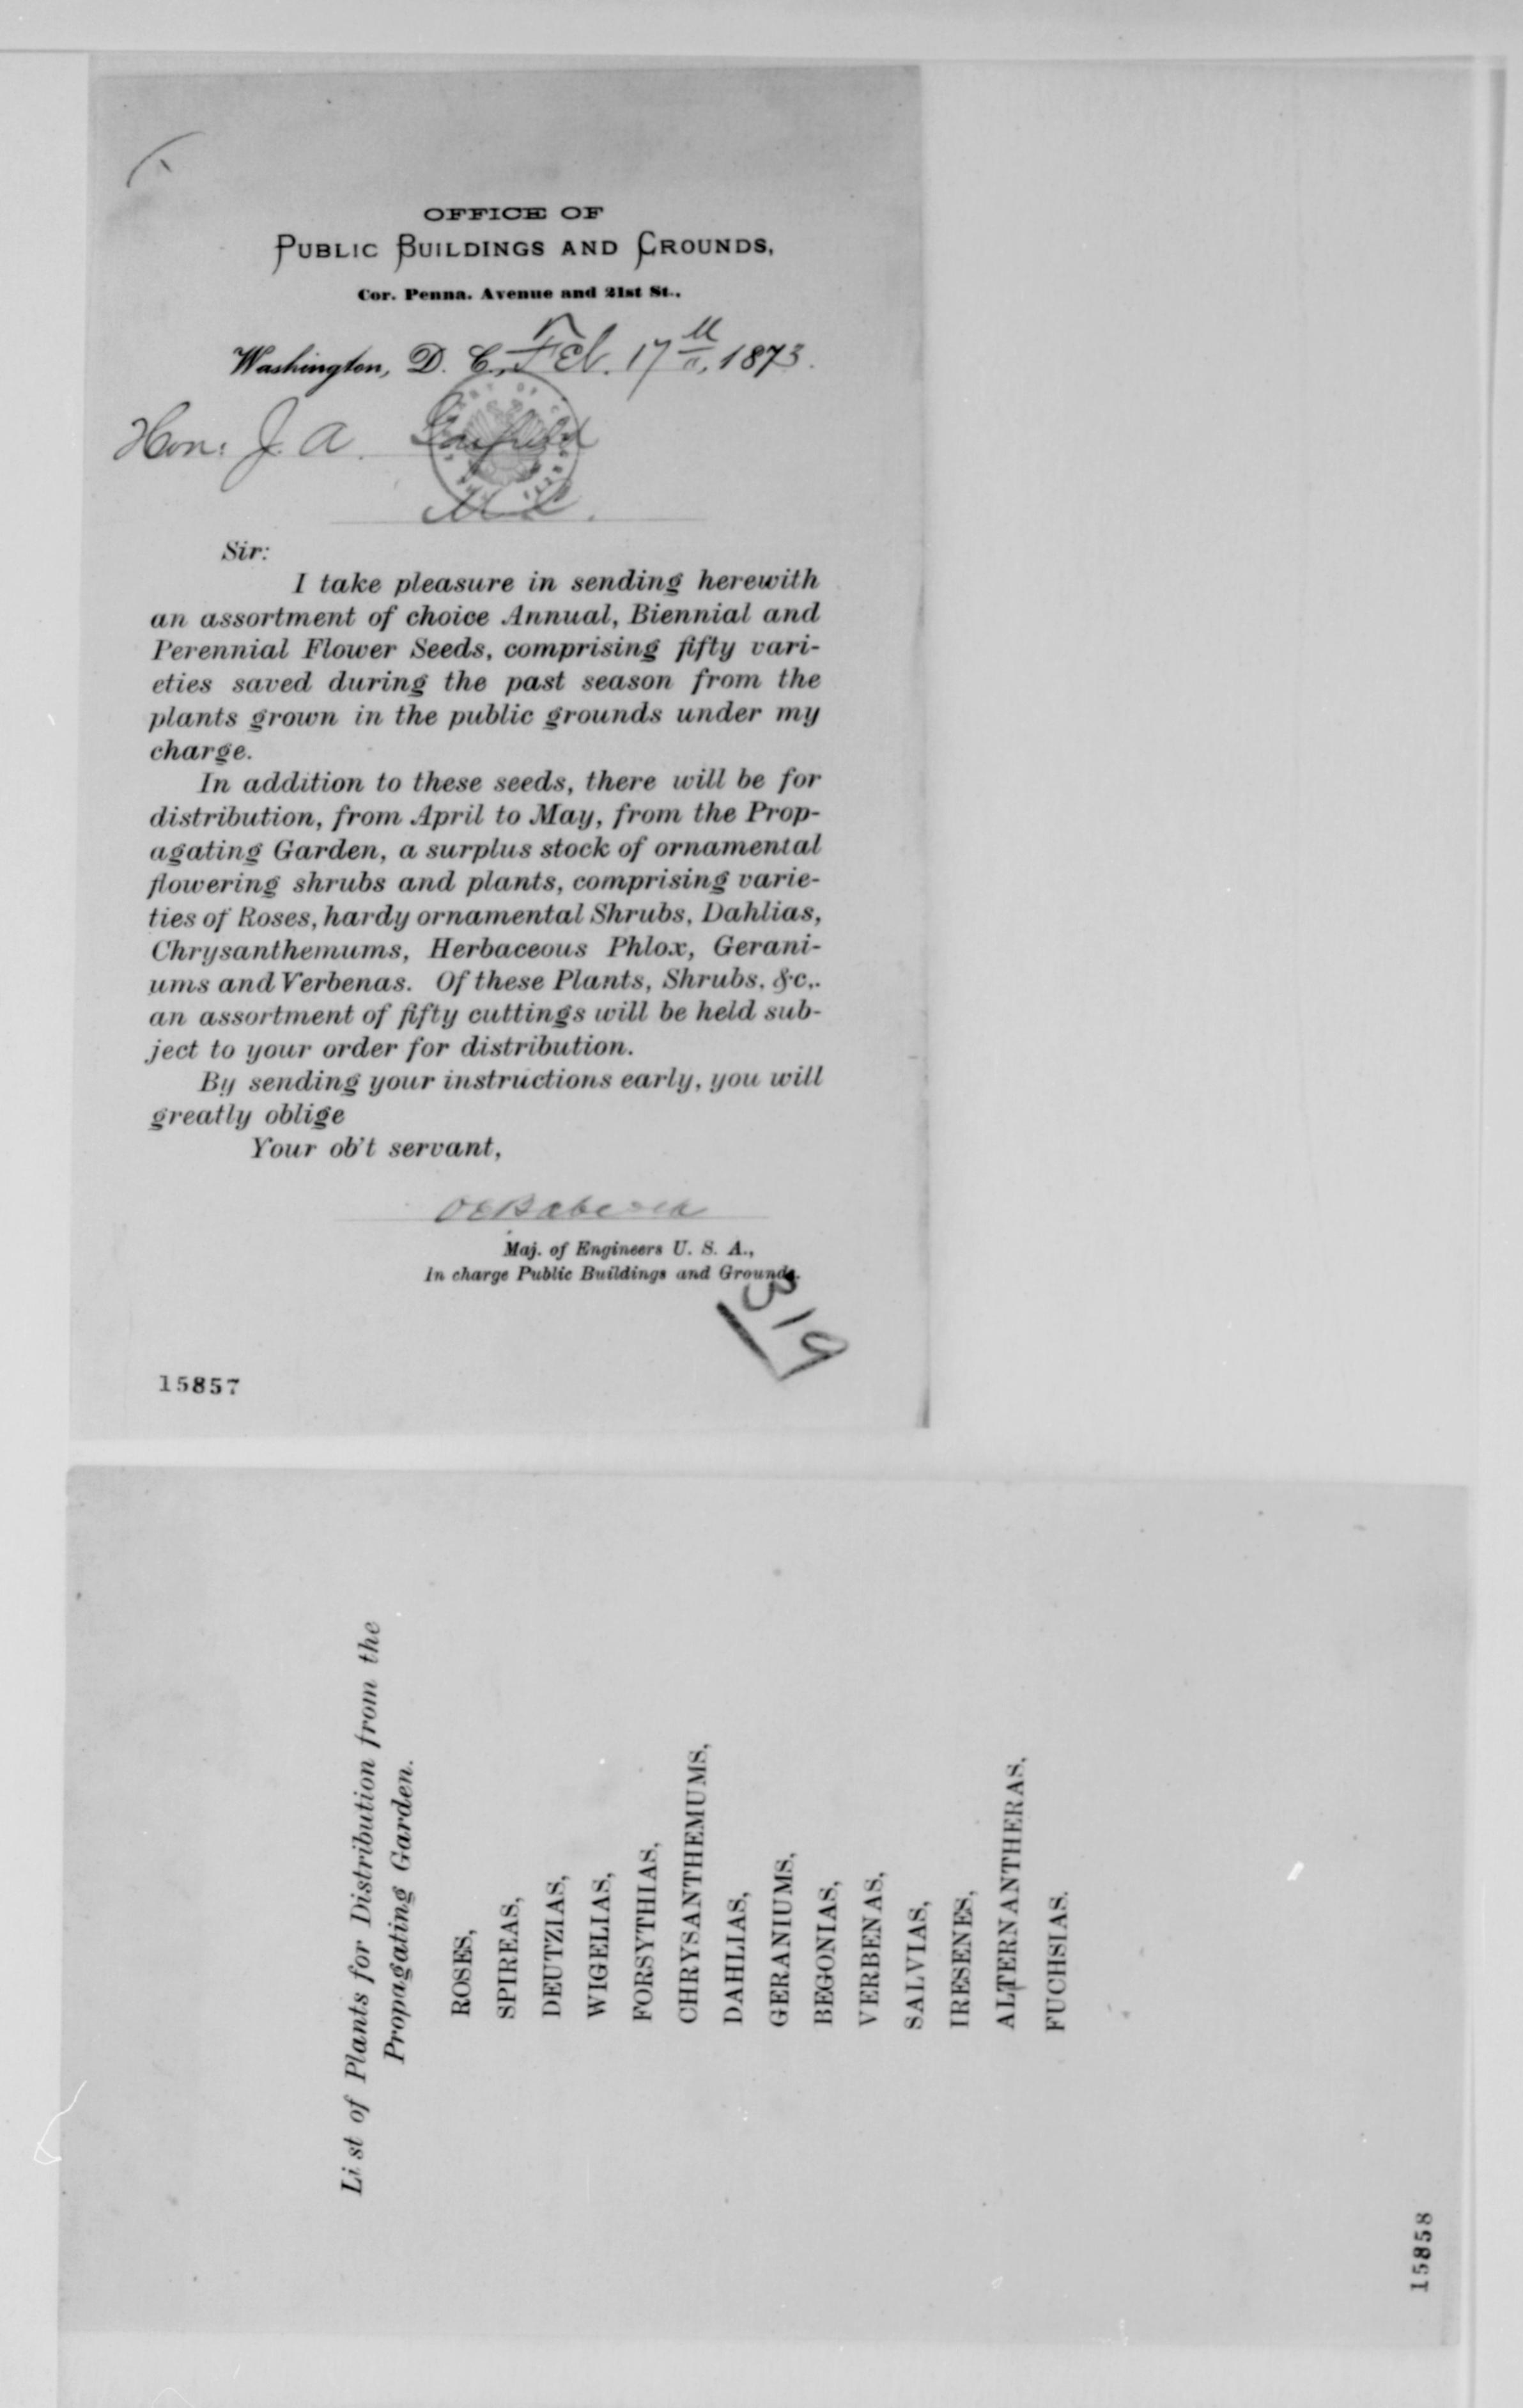 OFFICE OF
PUBLIC BUILDINGS AND GROUNDS,
Cor. Penna. Avenue and 21st St.,
Washington, D. C., Feb. 17th, 1873.
Hon: J. A. Garfield
M C.
Sir:
I take pleasure in sending herewith
an assortment of choice Annual, Biennial and
Perennial Flower Seeds, comprising fifty vari-
eties saved during the past season from the
plants grown in the public grounds under my
charge.
In addition to these seeds, there will be for
distribution, from April to May, from the Prop-
agating Garden, a surplus stock of ornamental
flowering shrubs and plants, comprising varie-
ties of Roses, hardy ornamental Shrubs, Dahlias,
Chrysanthemums, Herbaceous Phlox, Gerani-
ums and Verbenas. Of these Plants, Shrubs, &c,.
an assortment of fifty cuttings will be held sub-
ject to your order for distribution.
By sending your instructions early, you will
greatly oblige
Your ob't servant,
O E Babcock
Maj. of Engineers U. S. A.,
In charge Public Buildings and Grounds.
319
15857
List of Plants for Distribution from the
Propagating Garden.
ROSES,
SPIREAS,
DEUTZIAS,
WIGELIAS,
FORSYTHIAS,
CHRYSANTHEMUMS,
DAHLIAS,
GERANIUMS,
BEGONIAS,
VERBENAS,
SALVIAS,
IRESENES,
ALTERNANTHERAS,
FUCHSIAS.
15858